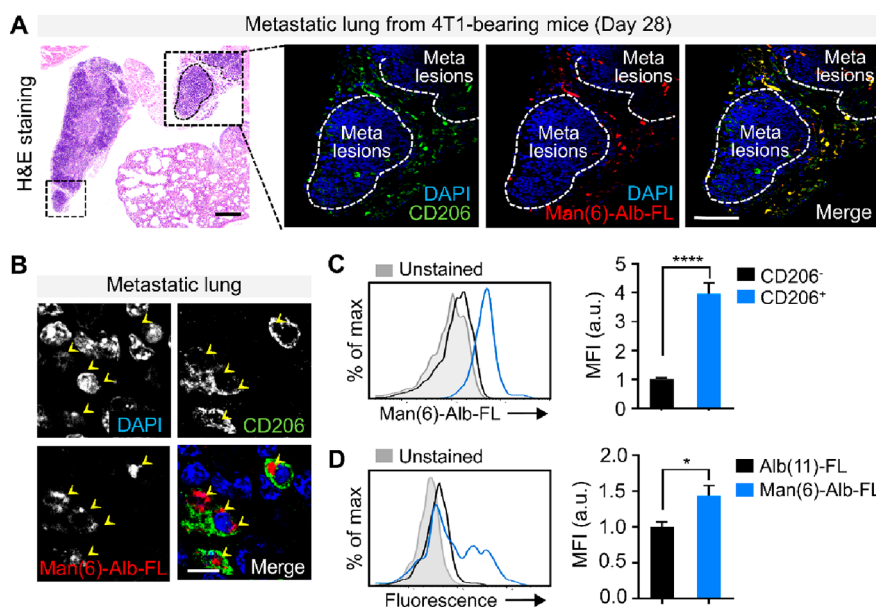 A
Metastatic lung from 4T1-bearing mice (Day 28)
H&E staining
Meta
lesions
Meta
lesions
DAPI
CD206
Meta
lesions
Meta
lesions
DAPI
Man(6)-Alb-FL
Meta
lesions
Meta
lesions
Merge
B
Metastatic lung
DAPI
CD206
Man(6)-Alb-FL
Merge
C
Unstained
% of max
Man(6)-Alb-FL
MFI (a.u.)
5
4
3
2
1
0
****
CD206-
CD206+
D
Unstained
% of max
Fluorescence
MFI (a.u.)
2.0
1.5
1.0
0.5
0.0
*
Alb(11)-FL
Man(6)-Alb-FL